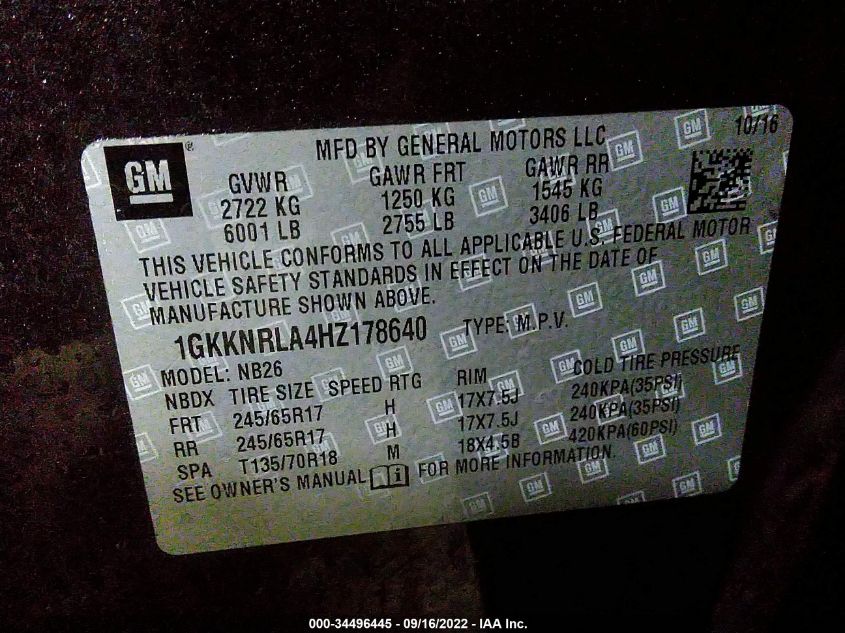 GM ®
MFD BY GENERAL MOTORS LLC
10/16
GVWR GAWR FRT GAWR RR
2722 KG 1250 KG 1545 KG
6001 LB 2755 LB 3406 LB
THIS VEHICLE CONFORMS TO ALL APPLICABLE U.S. FEDERAL MOTOR
VEHICLE SAFETY STANDARDS IN EFFECT ON THE DATE OF
MANUFACTURE SHOWN ABOVE.
1GKKNRLA4HZ178640 TYPE: M.P.V.
MODEL: NB26
NBDX TIRE SIZE SPEED RTG RIM COLD TIRE PRESSURE
FRT 245/65R17 H 17X7.5J 240KPA(35PSI)
RR 245/65R17 H 17X7.5J 240KPA(35PSI)
SPA T135/70R18 M 18X4.5B 420KPA(60PSI)
SEE OWNER'S MANUAL FOR MORE INFORMATION.
000-34496445 - 09/16/2022 - IAA Inc.